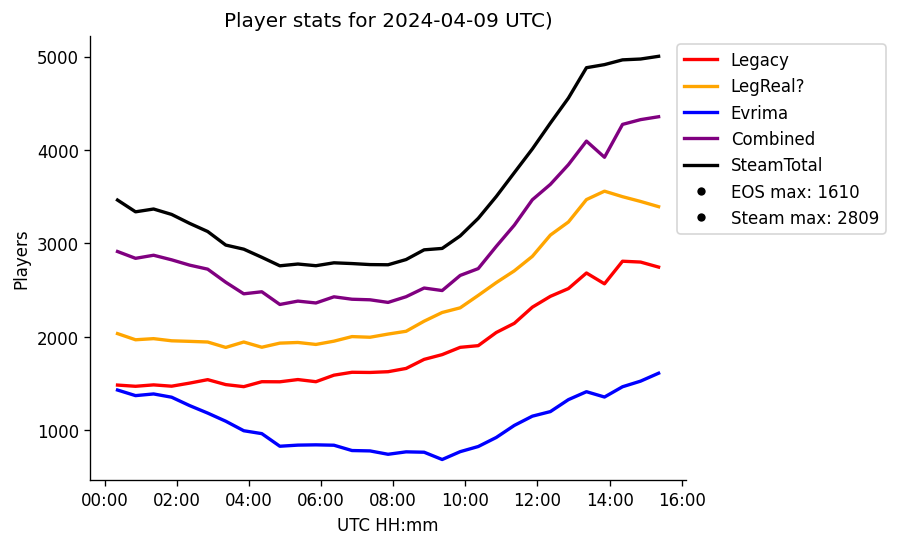 Player stats for 2024-04-09 UTC)
5000
4000
3000
2000
1000
Players
00:00 02:00 04:00 06:00 08:00 10:00 12:00 14:00 16:00
UTC HH:mm
Legacy
LegReal?
Evrima
Combined
SteamTotal
EOS max: 1610
Steam max: 2809